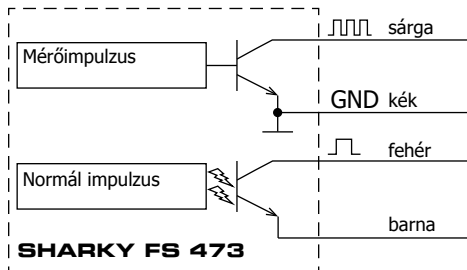 sárga
Mérőimpulzus
GND kék
fehér
Normál impulzus
barna
SHARKY FS 473